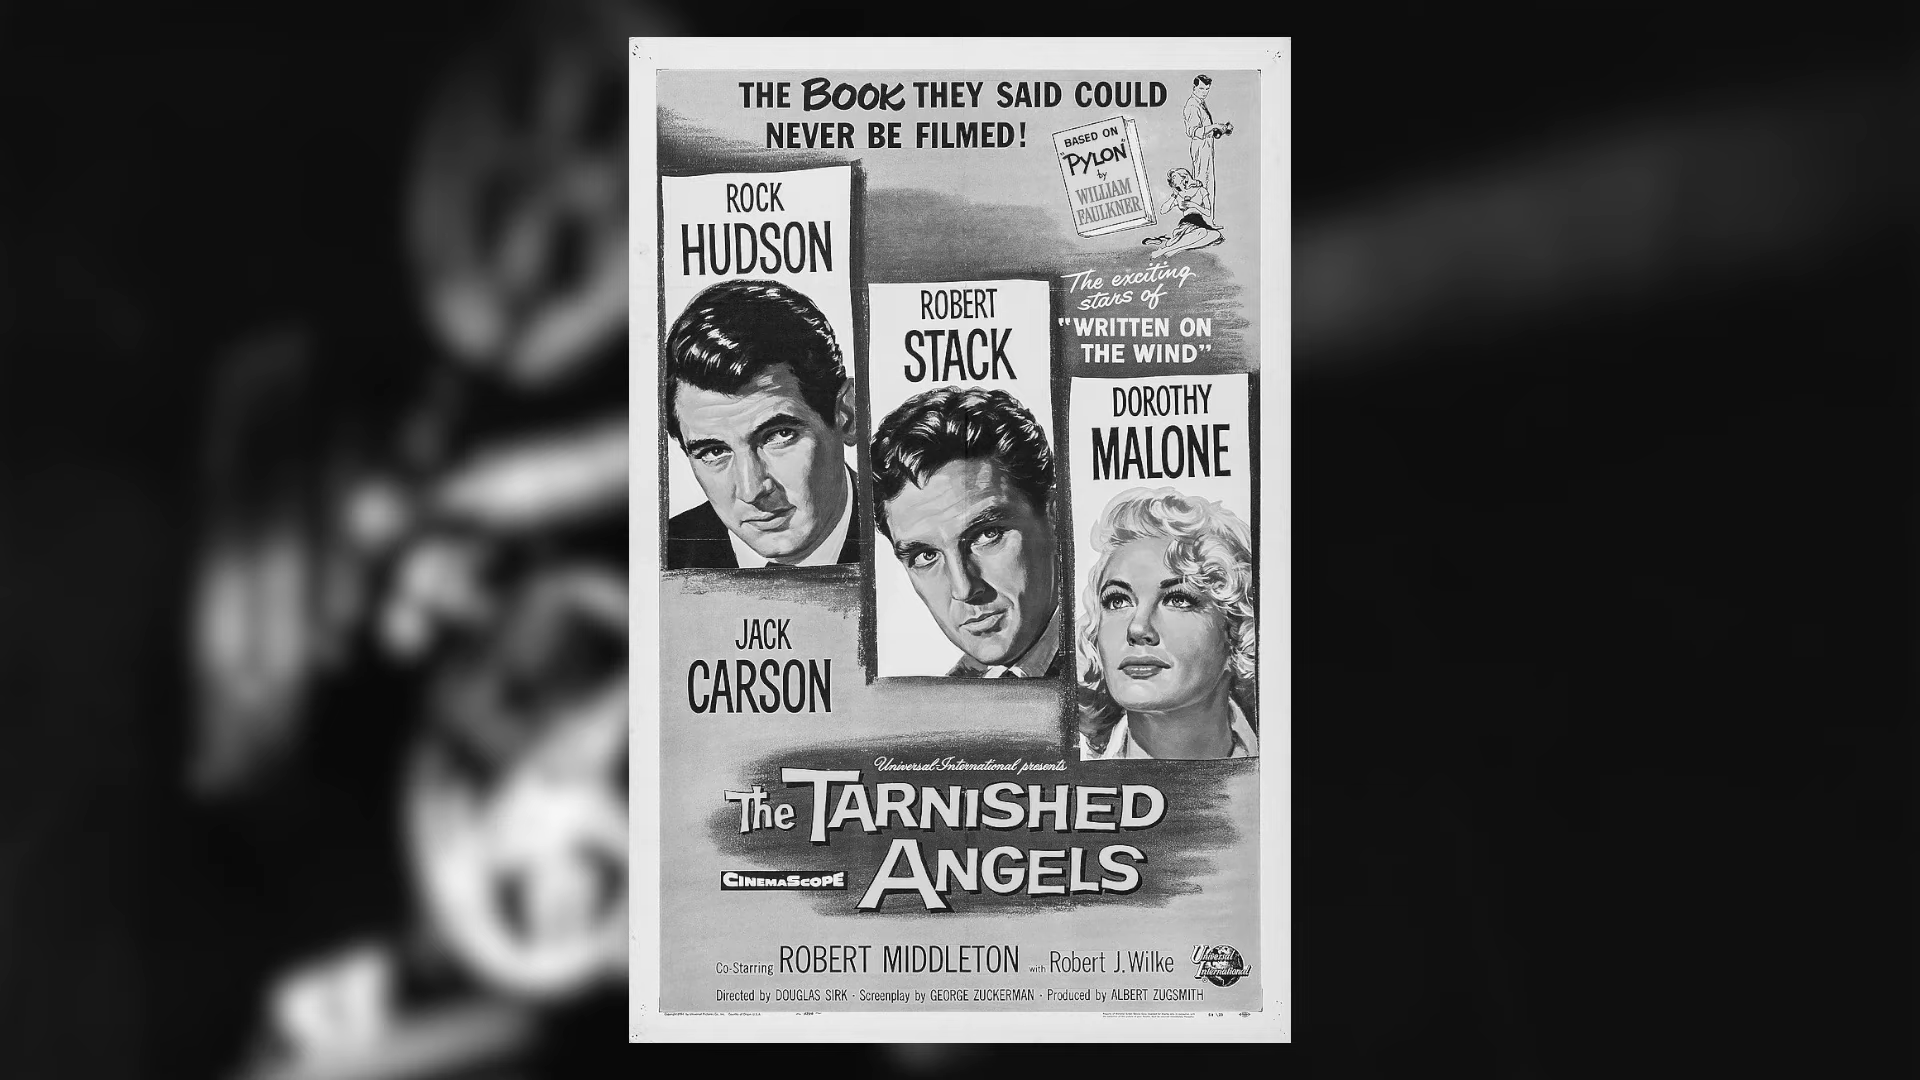 THE BOOK THEY SAID COULD
NEVER BE FILMED!
BASED ON
"PYLON"
by
WILLIAM
FAULKNER
ROCK
HUDSON
ROBERT
STACK
The exciting
stars of
"WRITTEN ON
THE WIND"
DOROTHY
MALONE
JACK
CARSON
Universal-International presents
The TARNISHED
ANGELS
CINEMASCOPE
Co-Starring ROBERT MIDDLETON with Robert J. Wilke
Universal
International
Directed by DOUGLAS SIRK · Screenplay by GEORGE ZUCKERMAN · Produced by ALBERT ZUGSMITH